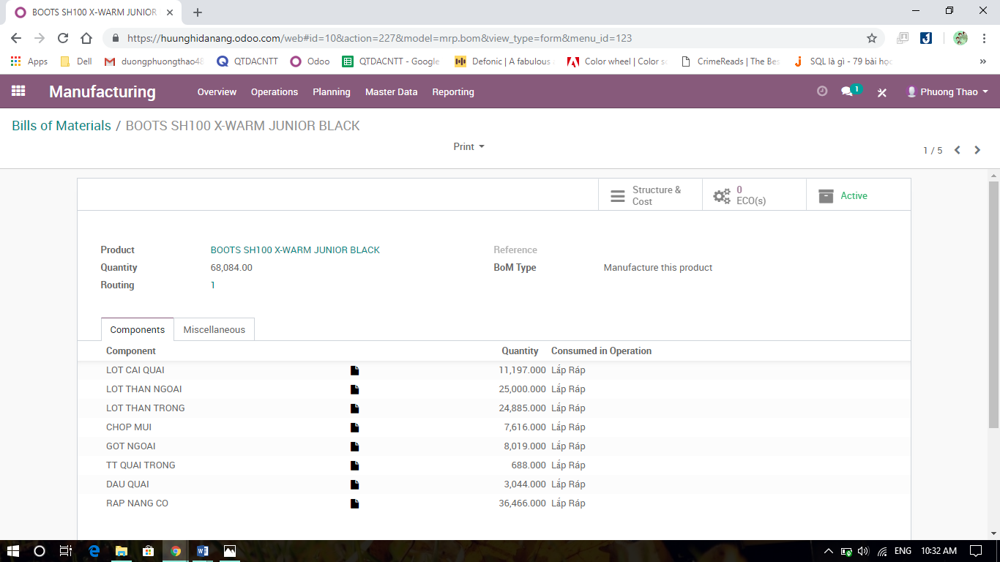 BOOTS SH100 X-WARM JUNIOR
https://huunghidanang.odoo.com/web#id=10&action=227&model=mrp.bom&view_type=form&menu_id=123
Apps Dell duongphuongthao48 QTDACNTT Odoo QTDACNTT - Google Defonic | A fabulous Color wheel | Color sc CrimeReads | The Bes SQL là gì - 79 bài học »
Manufacturing Overview Operations Planning Master Data Reporting 1 Phuong Thao
Bills of Materials / BOOTS SH100 X-WARM JUNIOR BLACK
Print
1 / 5
Structure & Cost
0 ECO(s)
Active
Product BOOTS SH100 X-WARM JUNIOR BLACK Reference
Quantity 68,084.00 BoM Type Manufacture this product
Routing 1
Components Miscellaneous
Component Quantity Consumed in Operation
LOT CAI QUAI 11,197.000 Lắp Ráp
LOT THAN NGOAI 25,000.000 Lắp Ráp
LOT THAN TRONG 24,885.000 Lắp Ráp
CHOP MUI 7,616.000 Lắp Ráp
GOT NGOAI 8,019.000 Lắp Ráp
TT QUAI TRONG 688.000 Lắp Ráp
DAU QUAI 3,044.000 Lắp Ráp
RAP NANG CO 36,466.000 Lắp Ráp
ENG 10:32 AM